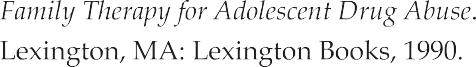 Family Therapy for Adolescent Drug Abuse.
Lexington, MA: Lexington Books, 1990.